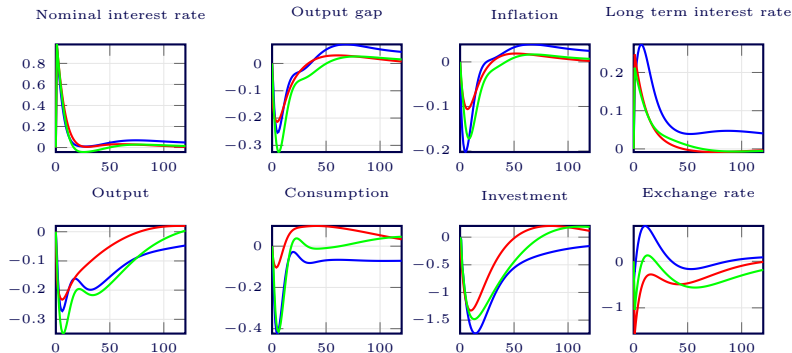 Nominal interest rate
Output gap
Inflation
Long term interest rate
0.8
0.6
0.4
0.2
0
0 50 100
0
−0.1
−0.2
−0.3
0 50 100
0
−0.1
−0.2
0 50 100
0.2
0.1
0
0 50 100
Output
Consumption
Investment
Exchange rate
0
−0.1
−0.2
−0.3
0 50 100
0
−0.2
−0.4
0 50 100
0
−0.5
−1
−1.5
0 50 100
0
−1
0 50 100